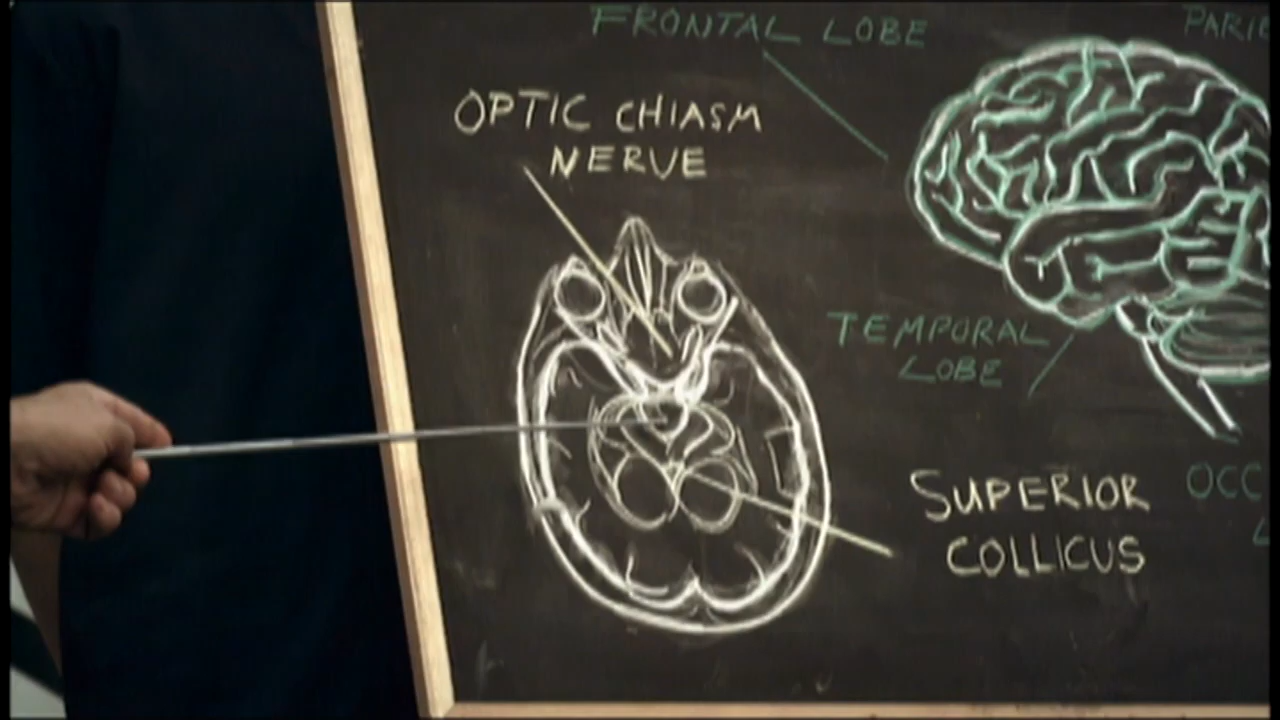 FRONTAL LOBE
OPTIC CHIASM
NERVE
TEMPORAL
LOBE
SUPERIOR
COLLICUS